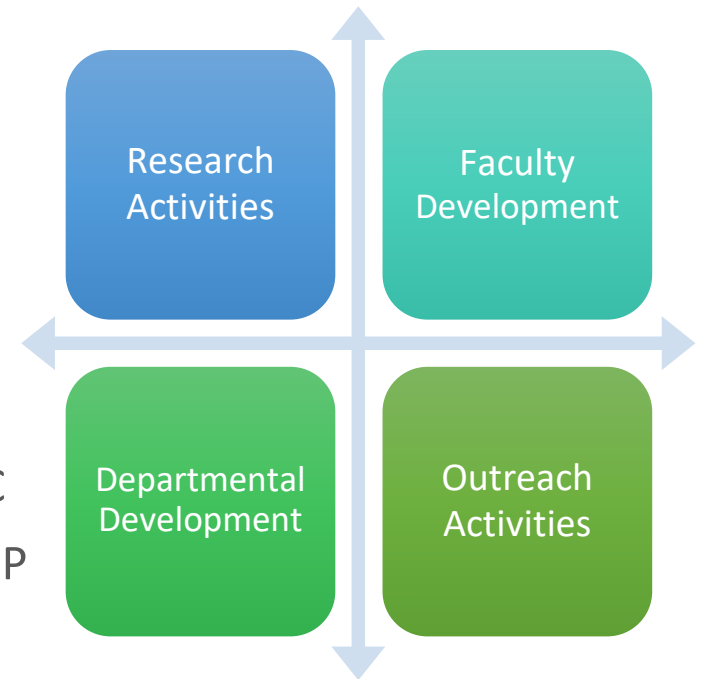 Research
Activities
Faculty
Development
Departmental
Development
Outreach
Activities
P